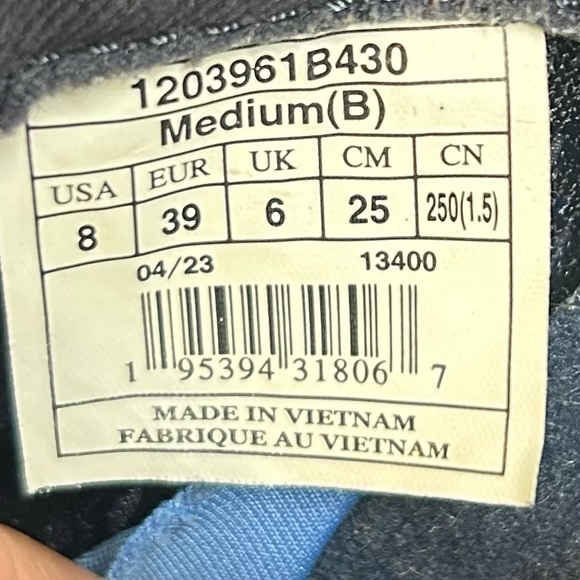 1203961B430
Medium(B)
USA EUR UK CM CN
8 39 6 25 250(1.5)
04/23 13400
1 95394 31806 7
MADE IN VIETNAM
FABRIQUE AU VIETNAM